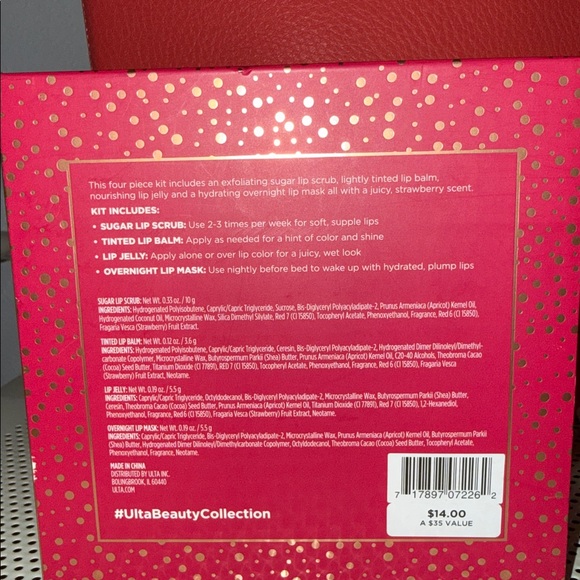 This four piece kit includes an exfoliating sugar lip scrub, lightly tinted lip balm,
nourishing lip jelly and a hydrating overnight lip mask all with a juicy, strawberry scent.
KIT INCLUDES:
• SUGAR LIP SCRUB: Use 2-3 times per week for soft, supple lips
• TINTED LIP BALM: Apply as needed for a hint of color and shine
• LIP JELLY: Apply alone or over lip color for a juicy, wet look
• OVERNIGHT LIP MASK: Use nightly before bed to wake up with hydrated, plump lips
SUGAR LIP SCRUB: Net Wt. 0.33 oz. / 10 g
INGREDIENTS: Hydrogenated Polyisobutene, Caprylic/Capric Triglyceride, Sucrose, Bis-Diglyceryl Polyacyladipate-2, Prunus Armeniaca (Apricot) Kernel Oil,
Hydrogenated Coconut Oil, Microcrystalline Wax, Silica Dimethyl Silylate, Red 7 (CI 15850), Tocopheryl Acetate, Phenoxyethanol, Fragrance, Red 6 (CI 15850),
Fragaria Vesca (Strawberry) Fruit Extract.
TINTED LIP BALM: Net Wt. 0.12 oz. / 3.6 g
INGREDIENTS: Hydrogenated Polyisobutene, Caprylic/Capric Triglyceride, Ceresin, Bis-Diglyceryl Polyacyladipate-2, Hydrogenated Dimer Dilinoleyl/Dimethyl-
carbonate Copolymer, Microcrystalline Wax, Butyrospermum Parkii (Shea) Butter, Prunus Armeniaca (Apricot) Kernel Oil, C20-40 Alcohols, Theobroma Cacao
(Cocoa) Seed Butter, Titanium Dioxide (CI 77891), RED 7 (CI 15850), Tocopheryl Acetate, Phenoxyethanol, Fragrance, RED 6 (CI 15850), Fragaria Vesca
(Strawberry) Fruit Extract, Neotame.
LIP JELLY: Net Wt. 0.19 oz. / 5.5 g
INGREDIENTS: Caprylic/Capric Triglyceride, Octyldodecanol, Bis-Diglyceryl Polyacyladipate-2, Microcrystalline Wax, Butyrospermum Parkii (Shea) Butter,
Ceresin, Theobroma Cacao (Cocoa) Seed Butter, Prunus Armeniaca (Apricot) Kernel Oil, Titanium Dioxide (CI 77891), Red 7 (CI 15850), 1,2-Hexanediol,
Phenoxyethanol, Fragrance, Red6 (CI 15850), Fragaria Vesca (Strawberry) Fruit Extract, Neotame.
OVERNIGHT LIP MASK: Net Wt. 0.19 oz. / 5.5 g
INGREDIENTS: Caprylic/Capric Triglyceride, Bis-Diglyceryl Polyacyladipate-2, Microcrystalline Wax, Prunus Armeniaca (Apricot) Kernel Oil, Butyrospermum Parkii
(Shea) Butter, Hydrogenated Dimer Dilinoleyl/Dimethylcarbonate Copolymer, Octyldodecanol, Theobroma Cacao (Cocoa) Seed Butter, Tocopheryl Acetate,
Phenoxyethanol, Fragrance, Neotame.
MADE IN CHINA
DISTRIBUTED BY ULTA INC.
BOLINGBROOK, IL 60440
ULTA.COM
#UltaBeautyCollection
7 17897 07226 2
$14.00
A $35 VALUE